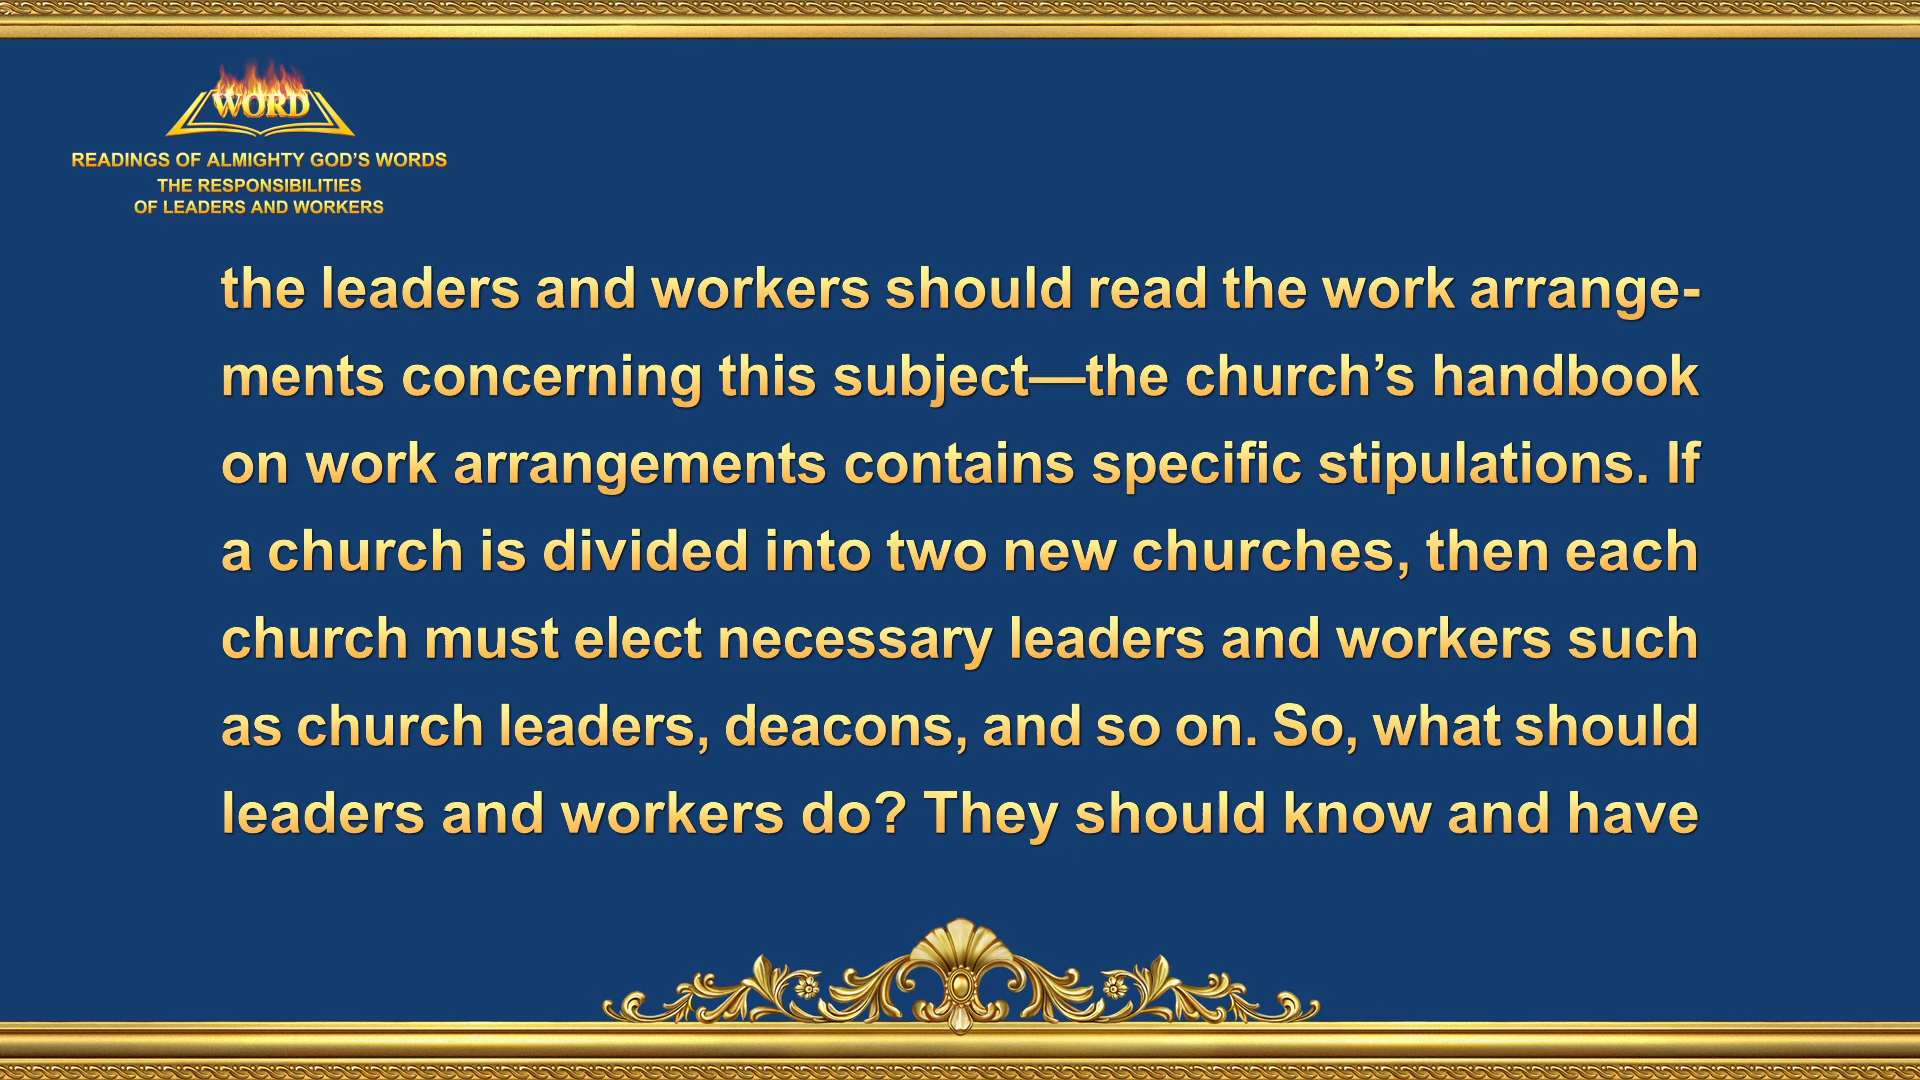 WORD
READINGS OF ALMIGHTY GOD’S WORDS
THE RESPONSIBILITIES
OF LEADERS AND WORKERS
the leaders and workers should read the work arrange-
ments concerning this subject—the church’s handbook
on work arrangements contains specific stipulations. If
a church is divided into two new churches, then each
church must elect necessary leaders and workers such
as church leaders, deacons, and so on. So, what should
leaders and workers do? They should know and have